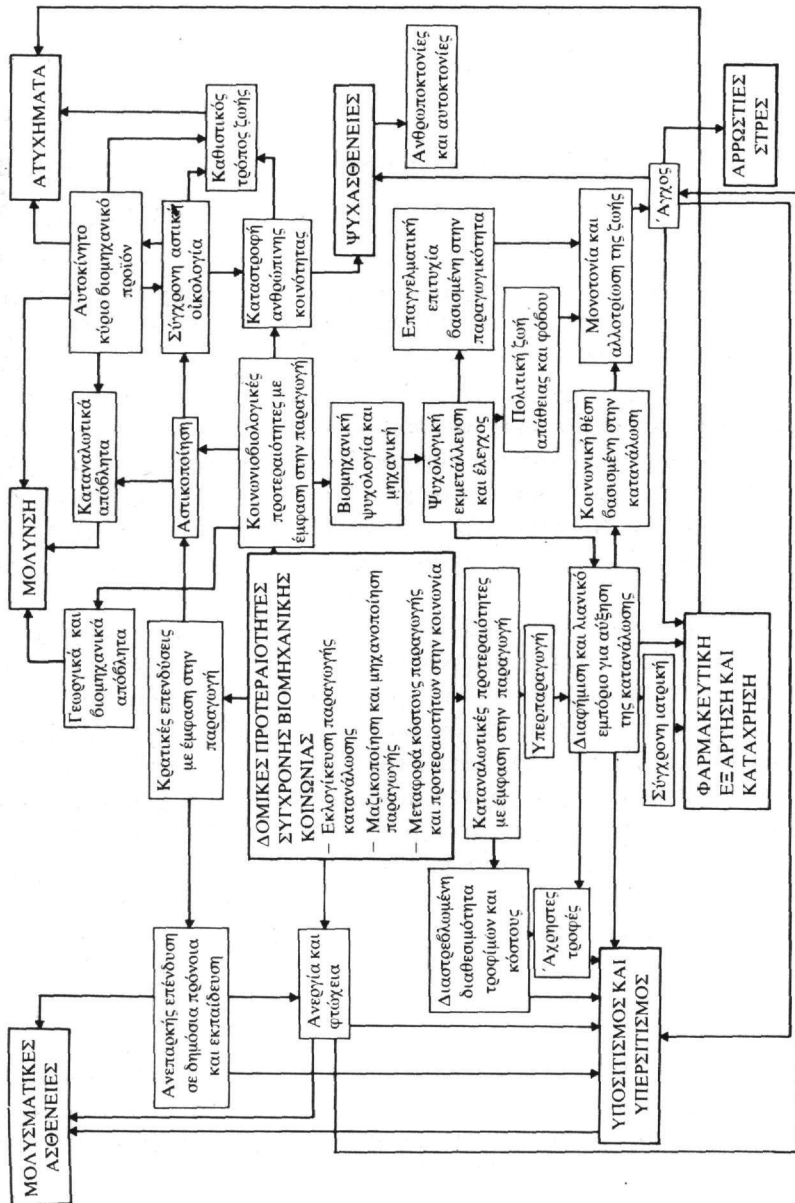 ΜΟΛΥΣΜΑΤΙΚΕΣ
ΑΣΘΕΝΕΙΕΣ
ΜΟΛΥΝΣΗ
ΑΤΥΧΗΜΑΤΑ
Ανεπαρκής επένδυση
σε δημόσια πρόνοια
και εκπαίδευση
Κρατικές επενδύσεις
με έμφαση στην
παραγωγή
Γεωργικά και
βιομηχανικά
απόβλητα
Καταναλωτικά
απόβλητα
Αυτοκίνητο
κύριο βιομηχανικό
προϊόν
Αστικοποίηση
Σύγχρονη αστική
οικολογία
Καθιστικός
τρόπος ζωής
Ανεργία και
φτώχεια
ΔΟΜΙΚΕΣ ΠΡΟΤΕΡΑΙΟΤΗΤΕΣ
ΣΥΓΧΡΟΝΗΣ ΒΙΟΜΗΧΑΝΙΚΗΣ
ΚΟΙΝΩΝΙΑΣ
– Εκλογίκευση παραγωγής
κατανάλωσης
– Μαζικοποίηση και μηχανοποίηση
παραγωγής
– Μεταφορά κόστους παραγωγής
και προτεραιοτήτων στην κοινωνία
Κοινωνιοβιολογικές
προτεραιότητες με
έμφαση στην παραγωγή
Καταστροφή
ανθρώπινης
κοινότητας
Βιομηχανική
ψυχολογία και
μηχανική
ΨΥΧΑΣΘΕΝΕΙΕΣ
Ανθρωποκτονίες
και αυτοκτονίες
Διαστρεβλωμένη
διαθεσιμότητα
τροφίμων και
κόστους
Καταναλωτικές προτεραιότητες
με έμφαση στην παραγωγή
Ψυχολογική
εκμετάλλευση
και έλεγχος
Επαγγελματική
επιτυχία
βασισμένη στην
παραγωγικότητα
Υπερπαραγωγή
Πολιτική ζωή
απάθειας και φόβου
Άχρηστες
τροφές
Διαφήμιση και λιανικό
εμπόριο για αύξηση
της κατανάλωσης
Κοινωνική θέση
βασισμένη στην
κατανάλωση
Μονοτονία και
αλλοτρίωση της ζωής
Σύγχρονη ιατρική
Άγχος
ΥΠΟΣΙΤΙΣΜΟΣ ΚΑΙ
ΥΠΕΡΣΙΤΙΣΜΟΣ
ΦΑΡΜΑΚΕΥΤΙΚΗ
ΕΞΑΡΤΗΣΗ ΚΑΙ
ΚΑΤΑΧΡΗΣΗ
ΑΡΡΩΣΤΙΕΣ
ΣΤΡΕΣ